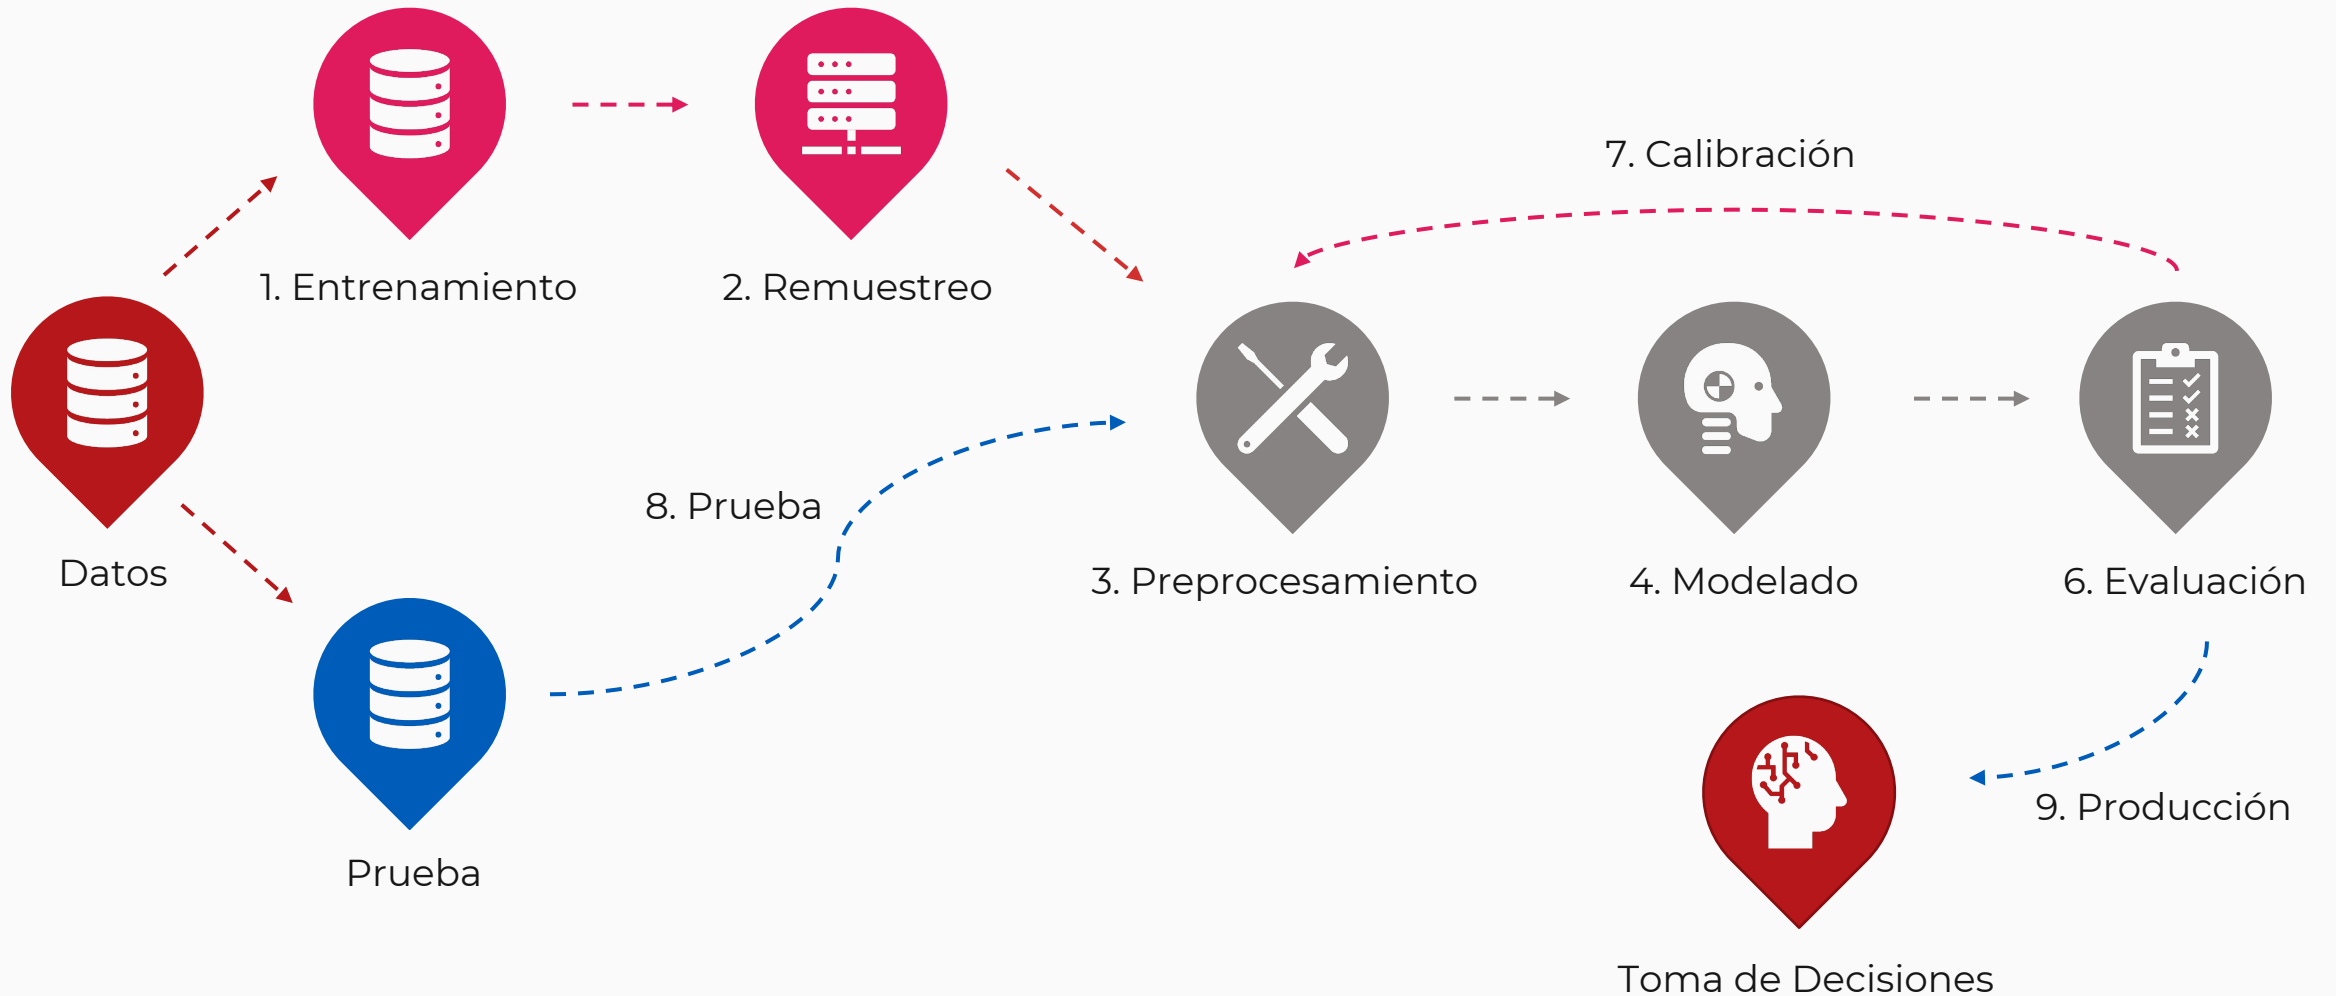 7. Calibración
1. Entrenamiento
2. Remuestreo
8. Prueba
Datos
3. Preprocesamiento
4. Modelado
6. Evaluación
9. Producción
Prueba
Toma de Decisiones